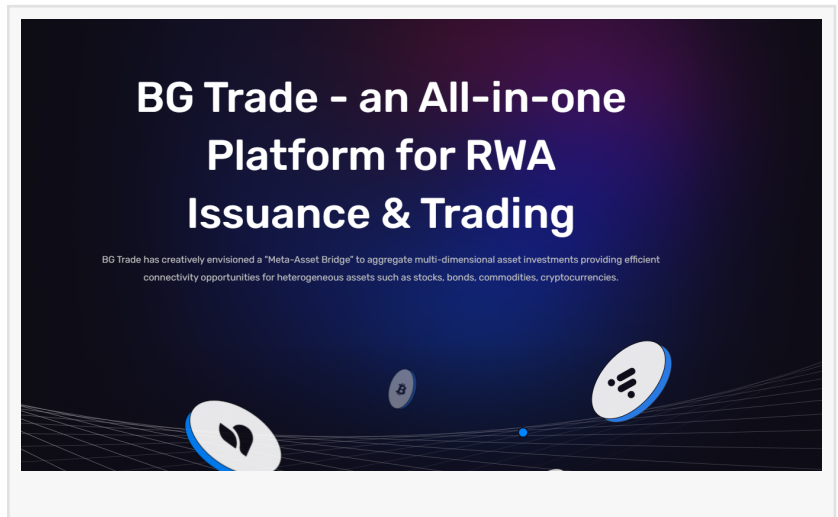 BG Trade - an All-in-one
Platform for RWA
Issuance & Trading
BG Trade has creatively envisioned a "Meta-Asset Bridge" to aggregate multi-dimensional asset investments providing efficient
connectivity opportunities for heterogeneous assets such as stocks, bonds, commodities, cryptocurrencies.